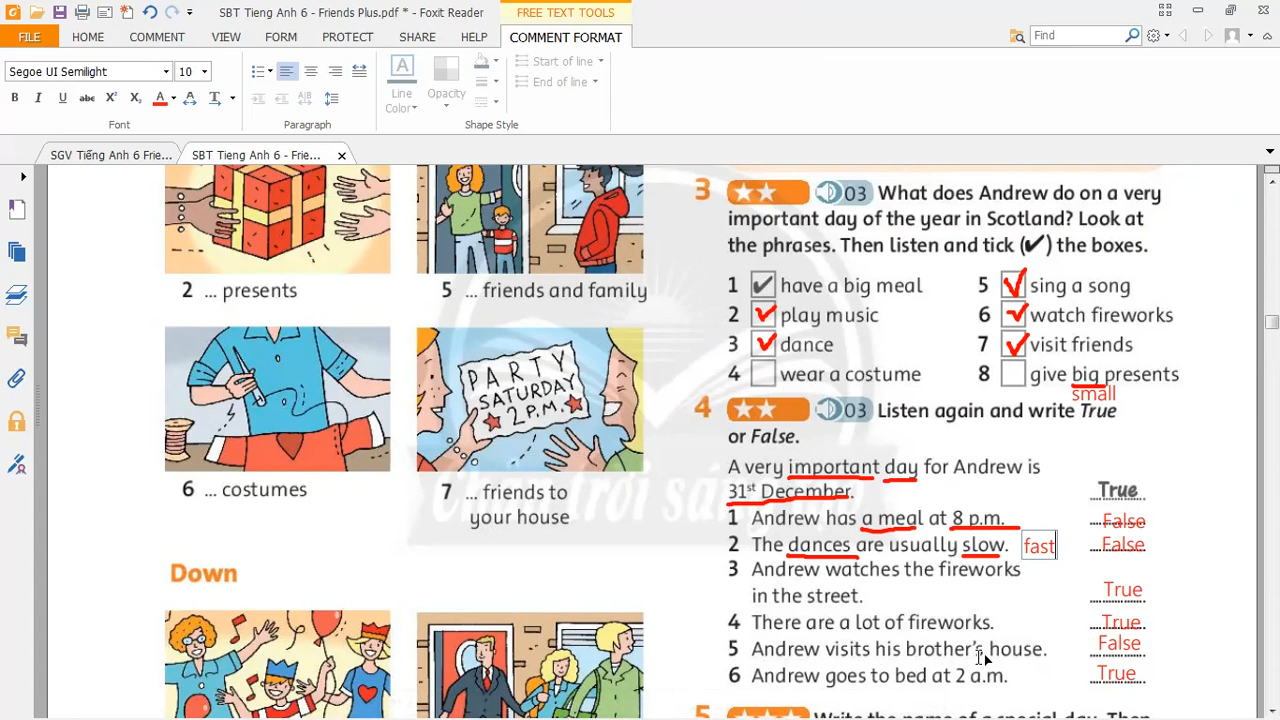 SBT Tieng Anh 6 - Friends Plus.pdf * - Foxit Reader
FREE TEXT TOOLS
FILE HOME COMMENT VIEW FORM PROTECT SHARE HELP COMMENT FORMAT
Find
Segoe UI Semilight 10
Line Color
Opacity
Start of line
End of line
Font Paragraph Shape Style
SGV Tiếng Anh 6 Frie...
SBT Tieng Anh 6 - Frie...
2 ... presents
5 ... friends and family
PARTY
SATURDAY
2 P.M.
6 ... costumes
7 ... friends to
your house
Down
3 03 What does Andrew do on a very
important day of the year in Scotland? Look at
the phrases. Then listen and tick (✔) the boxes.
1 ✔ have a big meal
2 ✓ play music
3 ✓ dance
4 wear a costume
5 ✓ sing a song
6 ✓ watch fireworks
7 ✓ visit friends
8 give big presents
small
4 03 Listen again and write True
or False.
A very important day for Andrew is
31st December. True
1 Andrew has a meal at 8 p.m. False
2 The dances are usually slow. fast False
3 Andrew watches the fireworks
in the street. True
4 There are a lot of fireworks. True
5 Andrew visits his brother's house. False
6 Andrew goes to bed at 2 a.m. True
5 Write the name of a special day. Then